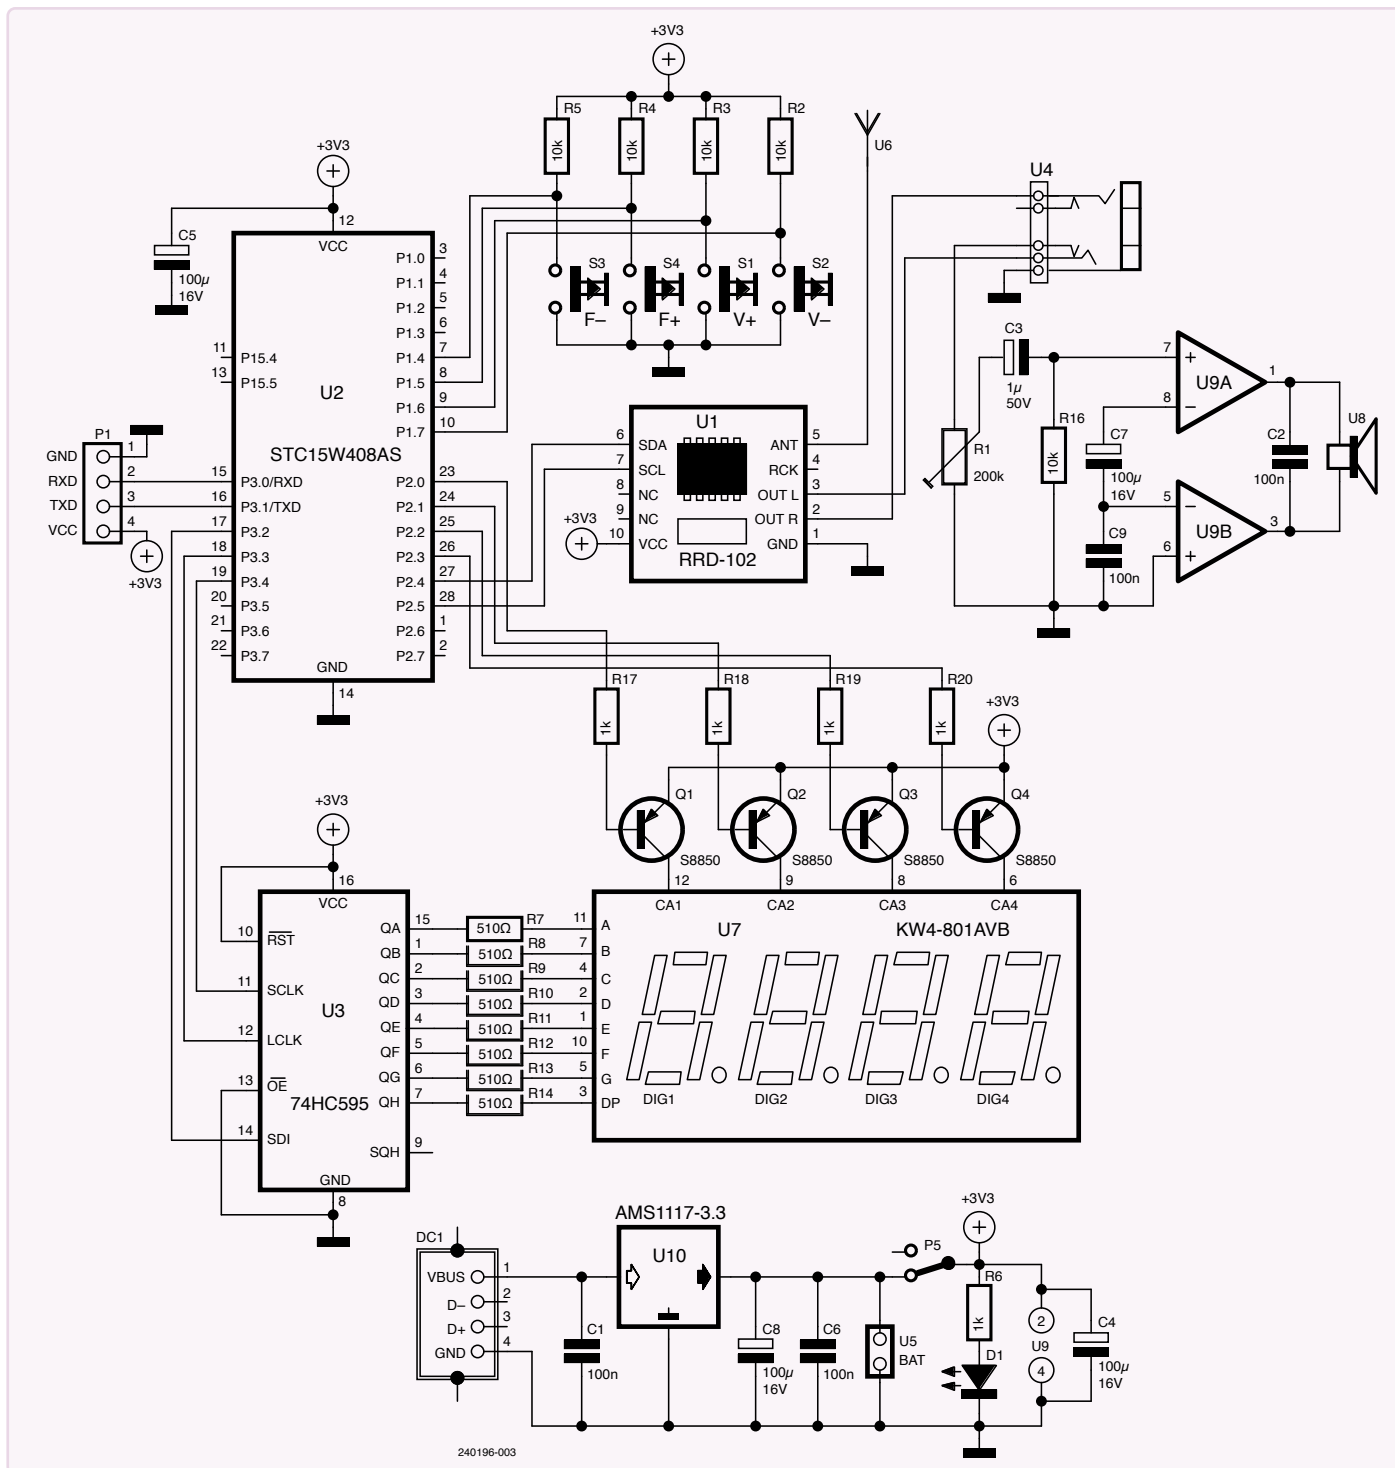 +3V3
R5
R4
R3
R2
10k
10k
10k
10k
U6
U4
+3V3
12
VCC
C5
100µ
16V
P1.0 3
P1.1 4
P1.2 5
P1.3 6
P1.4 7
P1.5 8
P1.6 9
P1.7 10
11 P15.4
13 P15.5
U2
STC15W408AS
S3
F–
S4
F+
S1
V+
S2
V–
P1
GND 1
RXD 2
TXD 3
VCC 4
+3V3
15 P3.0/RXD
16 P3.1/TXD
17 P3.2
18 P3.3
19 P3.4
20 P3.5
21 P3.6
22 P3.7
P2.0 23
P2.1 24
P2.2 25
P2.3 26
P2.4 27
P2.5 28
P2.6 1
P2.7 2
GND
14
U1
6 SDA
7 SCL
8 NC
9 NC
10 VCC
+3V3
ANT 5
RCK 4
OUT L 3
OUT R 2
GND 1
RRD-102
C3
1µ
50V
R1
200k
R16
10k
7
+
8
–
U9A
1
C7
100µ
16V
C9
100n
5
–
6
+
U9B
3
C2
100n
U8
R17
R18
R19
R20
1k
1k
1k
1k
+3V3
Q1
Q2
Q3
Q4
S8850
S8850
S8850
S8850
12
9
8
6
CA1
CA2
CA3
CA4
U7
KW4-801AVB
+3V3
16
VCC
10 RST
11 SCLK
12 LCLK
13 OE
14 SDI
U3
74HC595
QA 15 510Ω R7 11 A
QB 1 510Ω R8 7 B
QC 2 510Ω R9 4 C
QD 3 510Ω R10 2 D
QE 4 510Ω R11 1 E
QF 5 510Ω R12 10 F
QG 6 510Ω R13 5 G
QH 7 510Ω R14 3 DP
SQH 9
GND
8
DIG1
DIG2
DIG3
DIG4
DC1
VBUS 1
D– 2
D+ 3
GND 4
AMS1117-3.3
U10
C1
100n
C8
100µ
16V
C6
100n
U5
BAT
P5
+3V3
R6
1k
D1
2
U9
4
C4
100µ
16V
240196-003